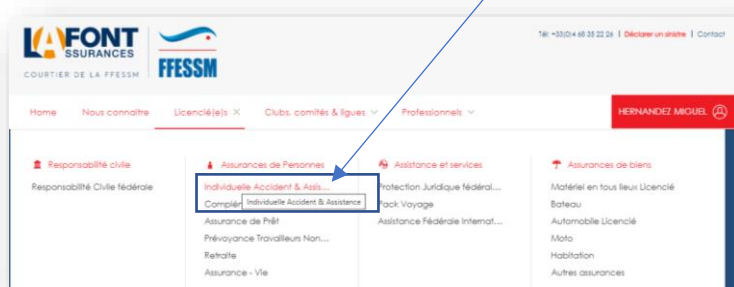 LAFONT
ASSURANCES
COURTIER DE LA FFESSM
FFESSM
Tél: +33(0)4 68 35 22 26 | Déclarer un sinistre | Contact
Home
Nous connaitre
Licencié(e)s ×
Clubs, comités & ligues
Professionnels
HERNANDEZ MIGUEL
Responsabilité civile
Responsabilité Civile fédérale
Assurances de Personnes
Individuelle Accident & Assis...
Individuelle Accident & Assistance
Assurance de Prêt
Prévoyance Travailleurs Non...
Retraite
Assurance - Vie
Assistance et services
Protection Juridique fédéral...
Pack Voyage
Assistance Fédérale Internat...
Assurances de biens
Matériel en tous lieux Licencié
Bateau
Automobile Licencié
Moto
Habitation
Autres assurances